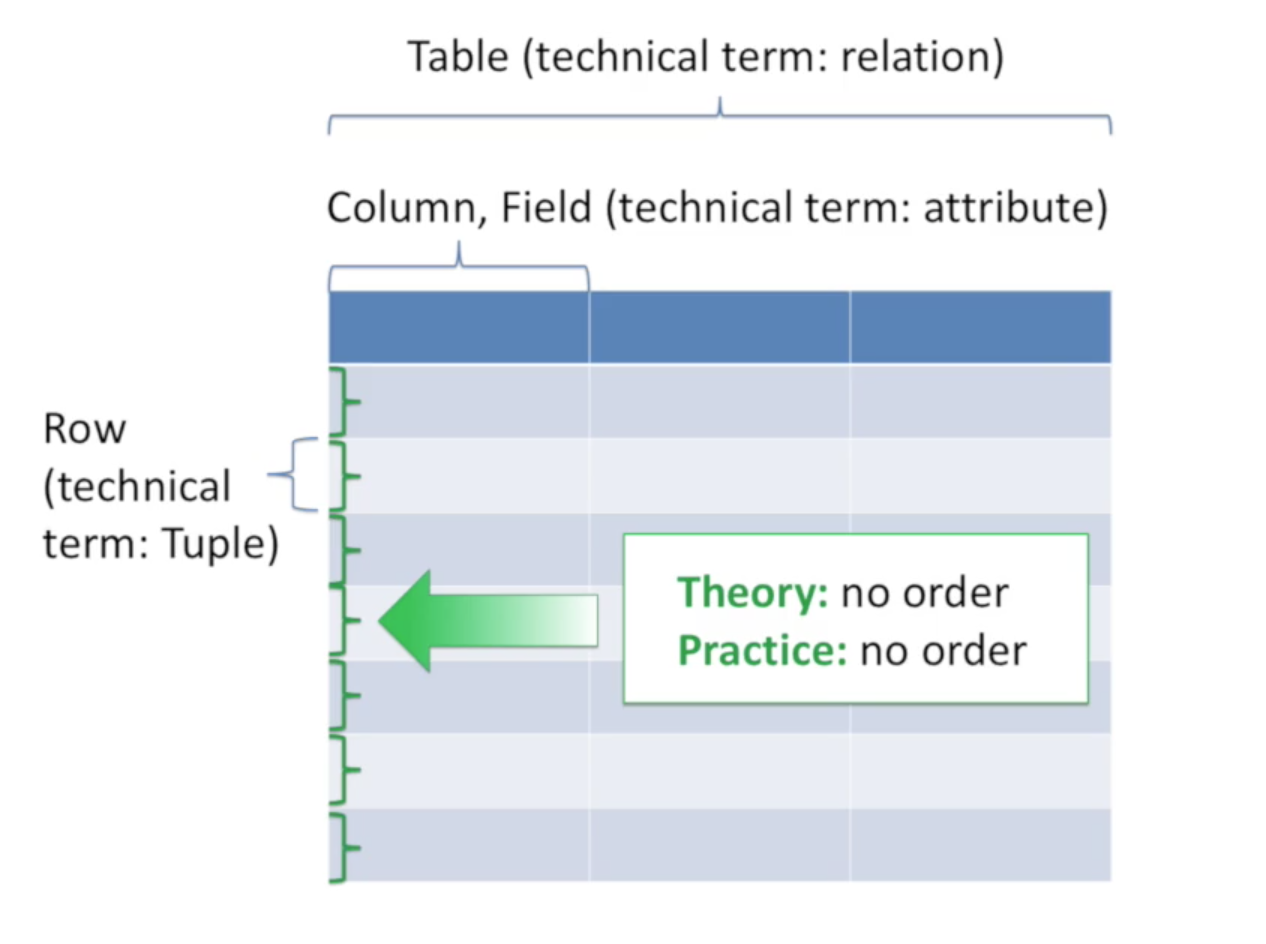 Table (technical term: relation)
Column, Field (technical term: attribute)
Row
(technical
term: Tuple)
Theory: no order
Practice: no order